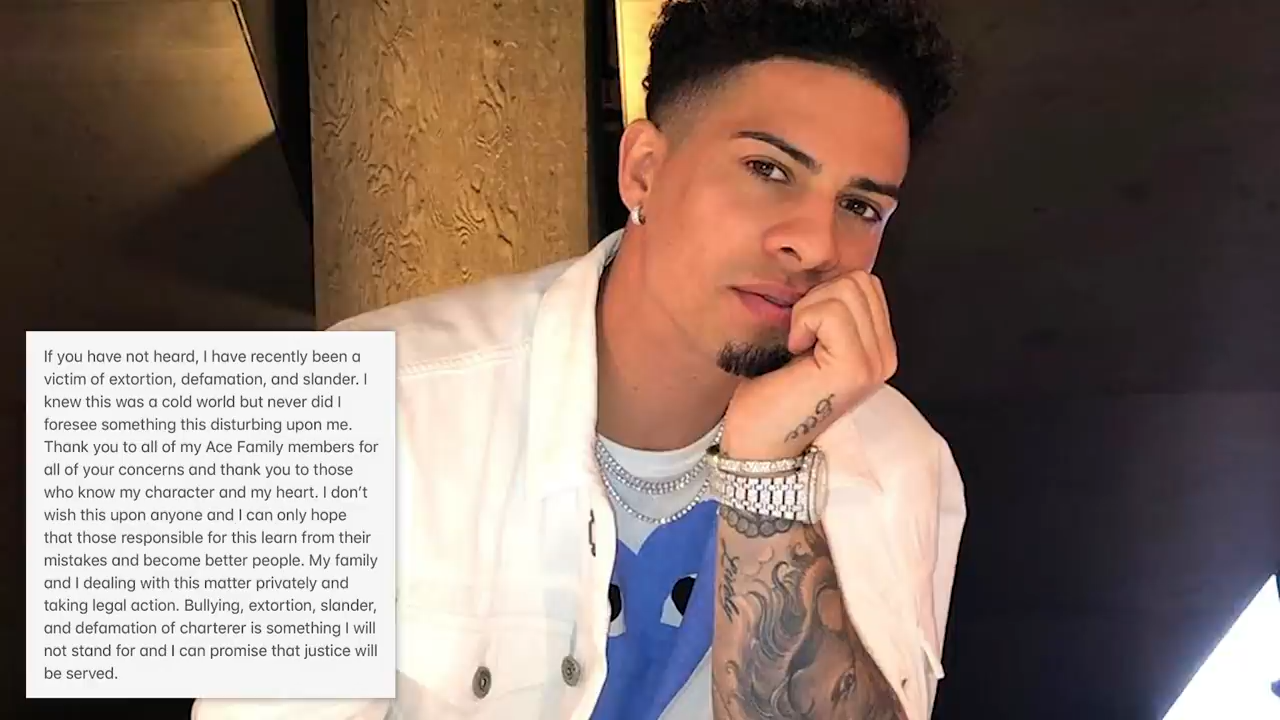 If you have not heard, I have recently been a
victim of extortion, defamation, and slander. I
knew this was a cold world but never did I
foresee something this disturbing upon me.
Thank you to all of my Ace Family members for
all of your concerns and thank you to those
who know my character and my heart. I don’t
wish this upon anyone and I can only hope
that those responsible for this learn from their
mistakes and become better people. My family
and I dealing with this matter privately and
taking legal action. Bullying, extortion, slander,
and defamation of charterer is something I will
not stand for and I can promise that justice will
be served.